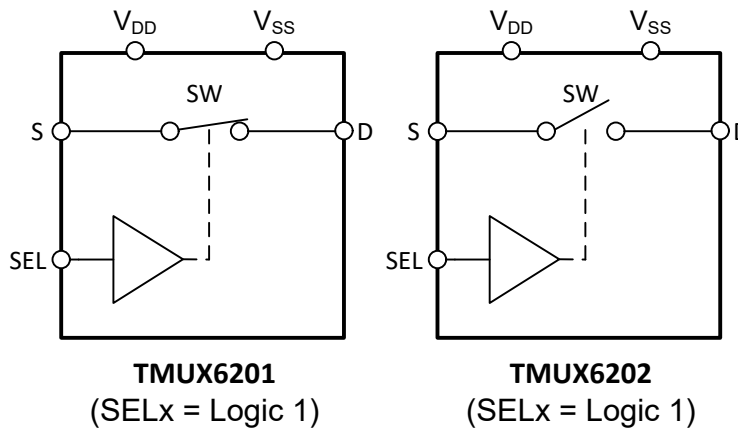 V_DD V_SS
SW
S D
SEL
TMUX6201
(SELx = Logic 1)
V_DD V_SS
SW
S D
SEL
TMUX6202
(SELx = Logic 1)